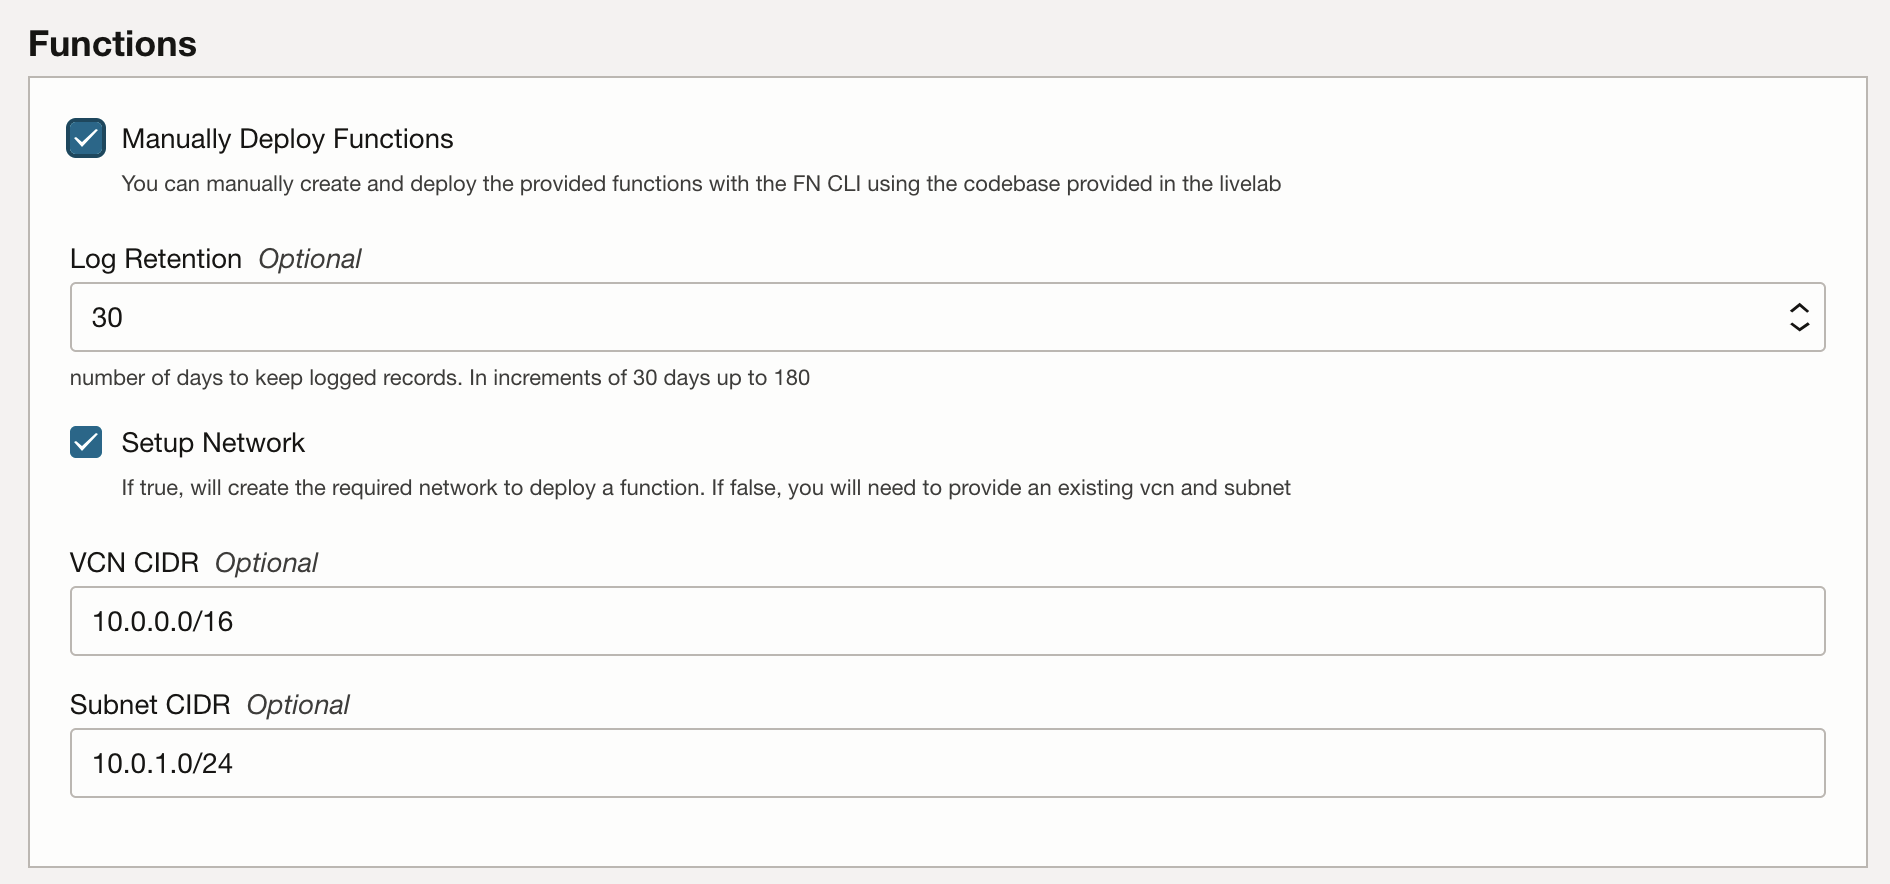 Functions
Manually Deploy Functions
You can manually create and deploy the provided functions with the FN CLI using the codebase provided in the livelab
Log Retention Optional
30
number of days to keep logged records. In increments of 30 days up to 180
Setup Network
If true, will create the required network to deploy a function. If false, you will need to provide an existing vcn and subnet
VCN CIDR Optional
10.0.0.0/16
Subnet CIDR Optional
10.0.1.0/24